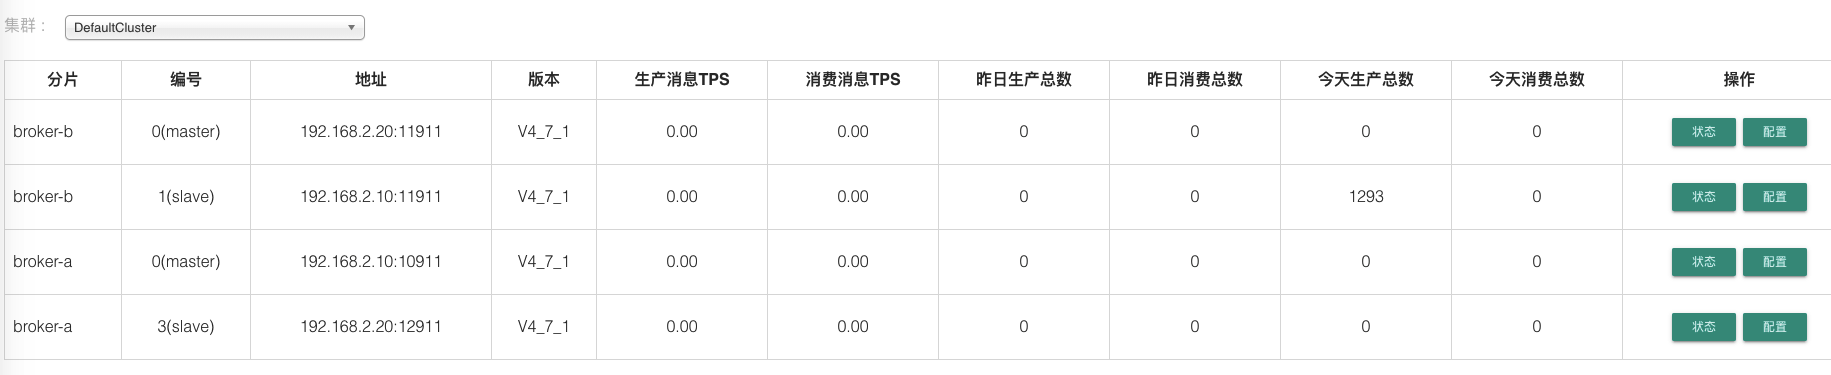 集群：
DefaultCluster
分片 编号 地址 版本 生产消息TPS 消费消息TPS 昨日生产总数 昨日消费总数 今天生产总数 今天消费总数 操作
broker-b 0(master) 192.168.2.20:11911 V4_7_1 0.00 0.00 0 0 0 0 状态 配置
broker-b 1(slave) 192.168.2.10:11911 V4_7_1 0.00 0.00 0 0 1293 0 状态 配置
broker-a 0(master) 192.168.2.10:10911 V4_7_1 0.00 0.00 0 0 0 0 状态 配置
broker-a 3(slave) 192.168.2.20:12911 V4_7_1 0.00 0.00 0 0 0 0 状态 配置